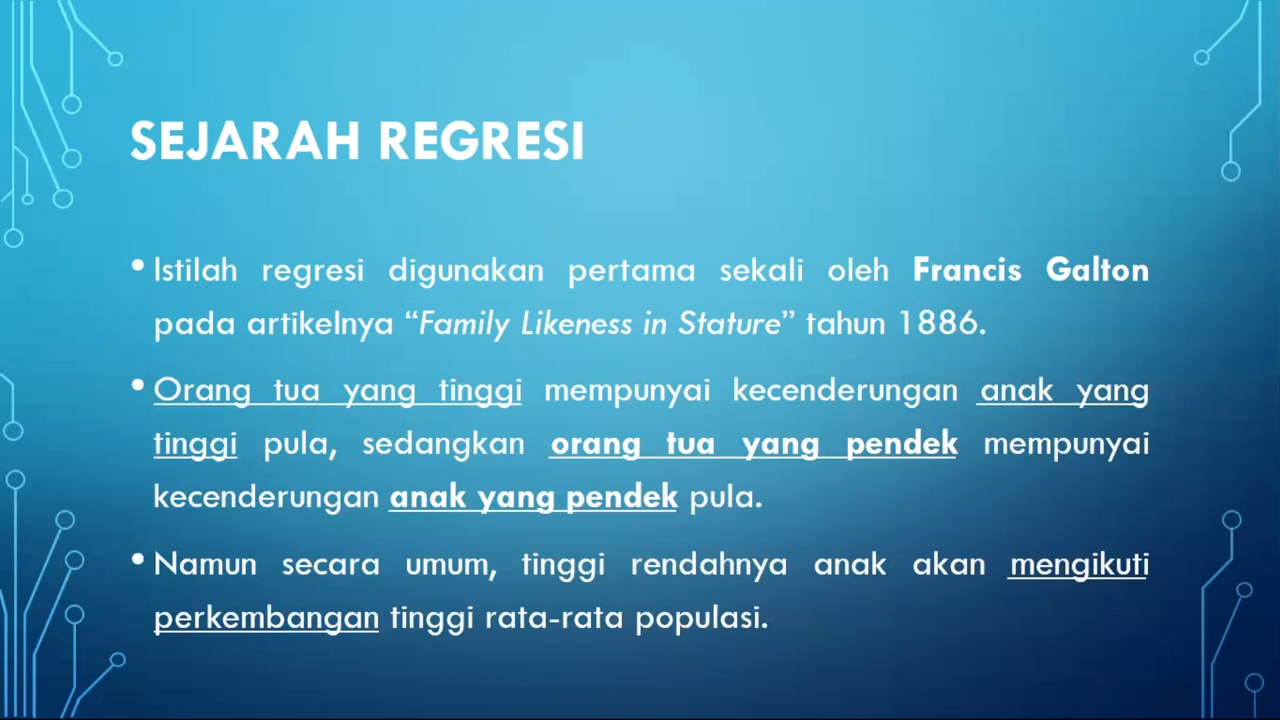 SEJARAH REGRESI
• Istilah regresi digunakan pertama sekali oleh Francis Galton
pada artikelnya “Family Likeness in Stature” tahun 1886.
• Orang tua yang tinggi mempunyai kecenderungan anak yang
tinggi pula, sedangkan orang tua yang pendek mempunyai
kecenderungan anak yang pendek pula.
• Namun secara umum, tinggi rendahnya anak akan mengikuti
perkembangan tinggi rata-rata populasi.